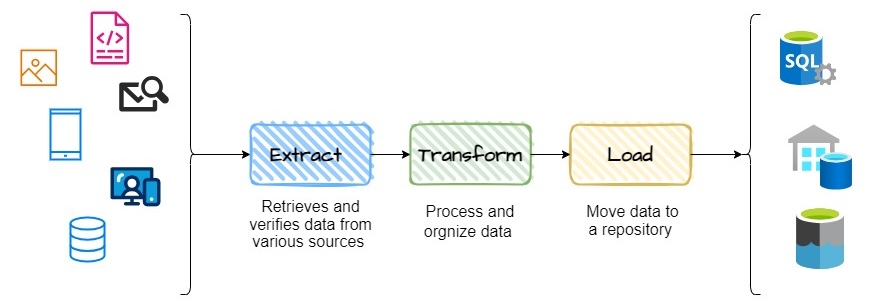 </>
SQL
Extract
Transform
Load
Retrieves and
verifies data from
various sources
Process and
orgnize data
Move data to
a repository